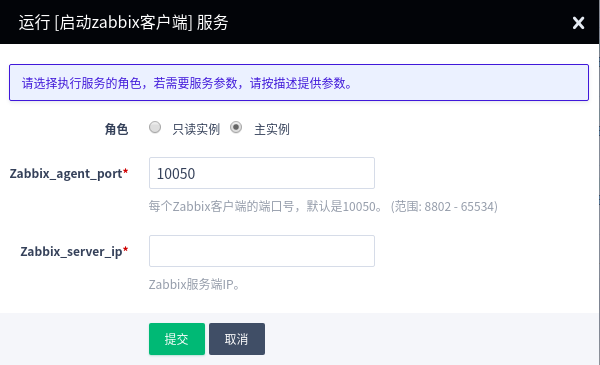 运行 [启动zabbix客户端] 服务
请选择执行服务的角色，若需要服务参数，请按描述提供参数。
角色 只读实例 主实例
Zabbix_agent_port* 10050
每个Zabbix客户端的端口号，默认是10050。 (范围: 8802 - 65534)
Zabbix_server_ip*
Zabbix服务端IP。
提交 取消